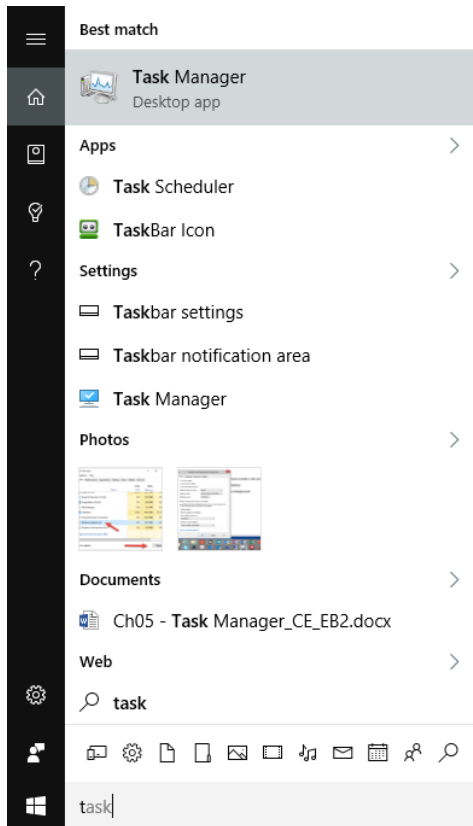 Best match
Task Manager
Desktop app
Apps
Task Scheduler
TaskBar Icon
Settings
Taskbar settings
Taskbar notification area
Task Manager
Photos
Documents
Ch05 - Task Manager_CE_EB2.docx
Web
task
task